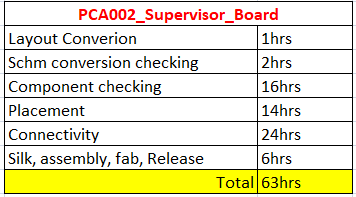 PCA002_Supervisor_Board
Layout Converion 1hrs
Schm conversion checking 2hrs
Component checking 16hrs
Placement 14hrs
Connectivity 24hrs
Silk, assembly, fab, Release 6hrs
Total 63hrs